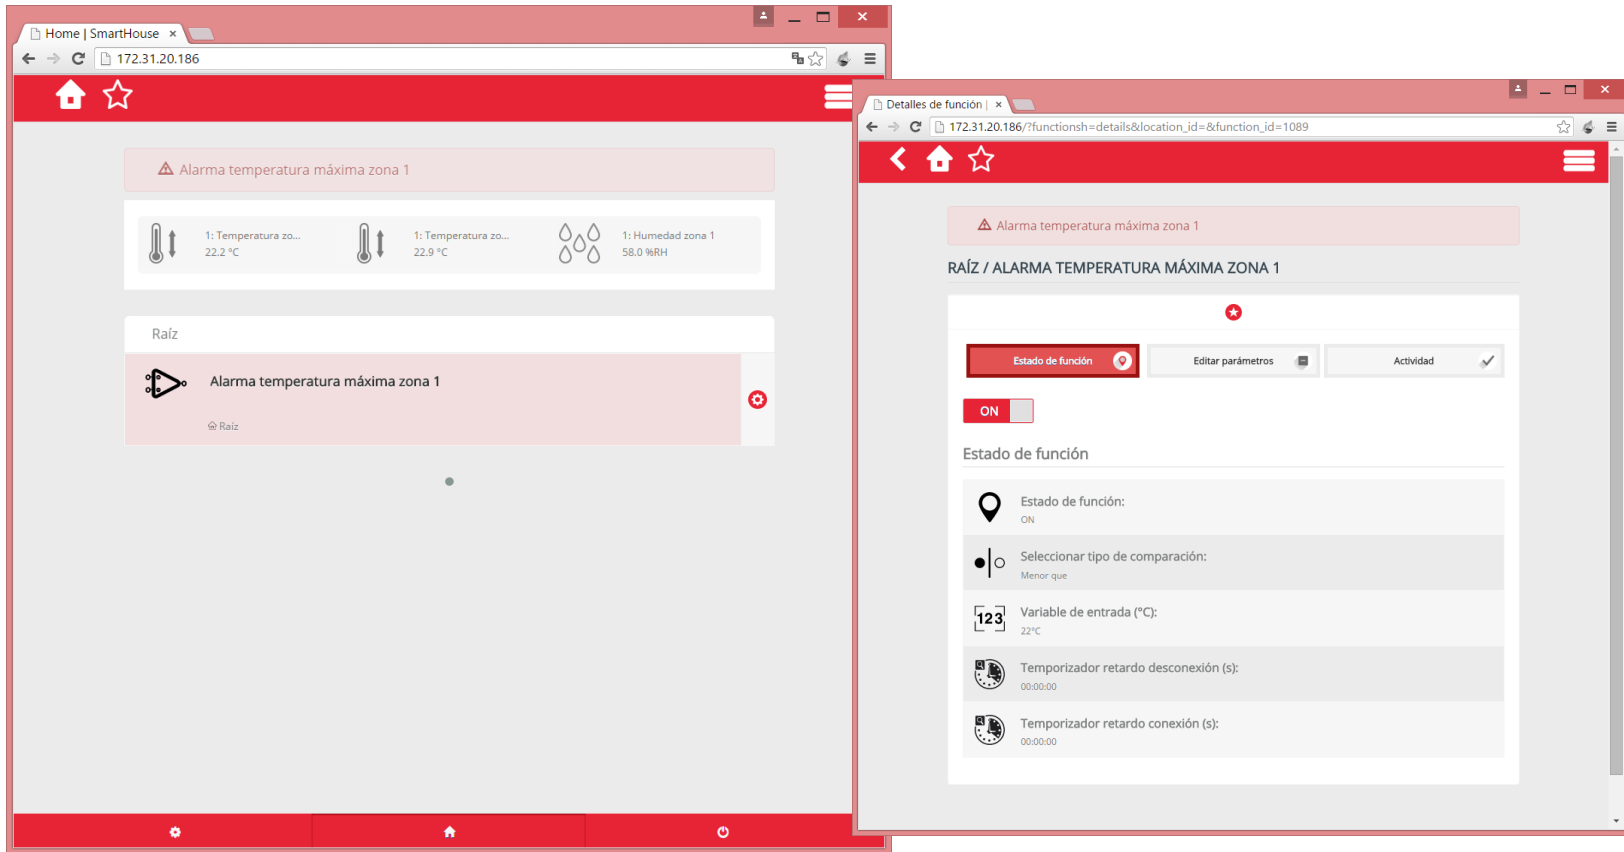 Home | SmartHouse
172.31.20.186
Alarma temperatura máxima zona 1
1: Temperatura zo...
22.2 °C
1: Temperatura zo...
22.9 °C
1: Humedad zona 1
58.0 %RH
Raíz
Alarma temperatura máxima zona 1
Raíz
Detalles de función |
172.31.20.186/?functionsh=details&location_id=&function_id=1089
Alarma temperatura máxima zona 1
RAÍZ / ALARMA TEMPERATURA MÁXIMA ZONA 1
Estado de función
Editar parámetros
Actividad
ON
Estado de función
Estado de función:
ON
Seleccionar tipo de comparación:
Menor que
123
Variable de entrada (°C):
22°C
Temporizador retardo desconexión (s):
00:00:00
Temporizador retardo conexión (s):
00:00:00